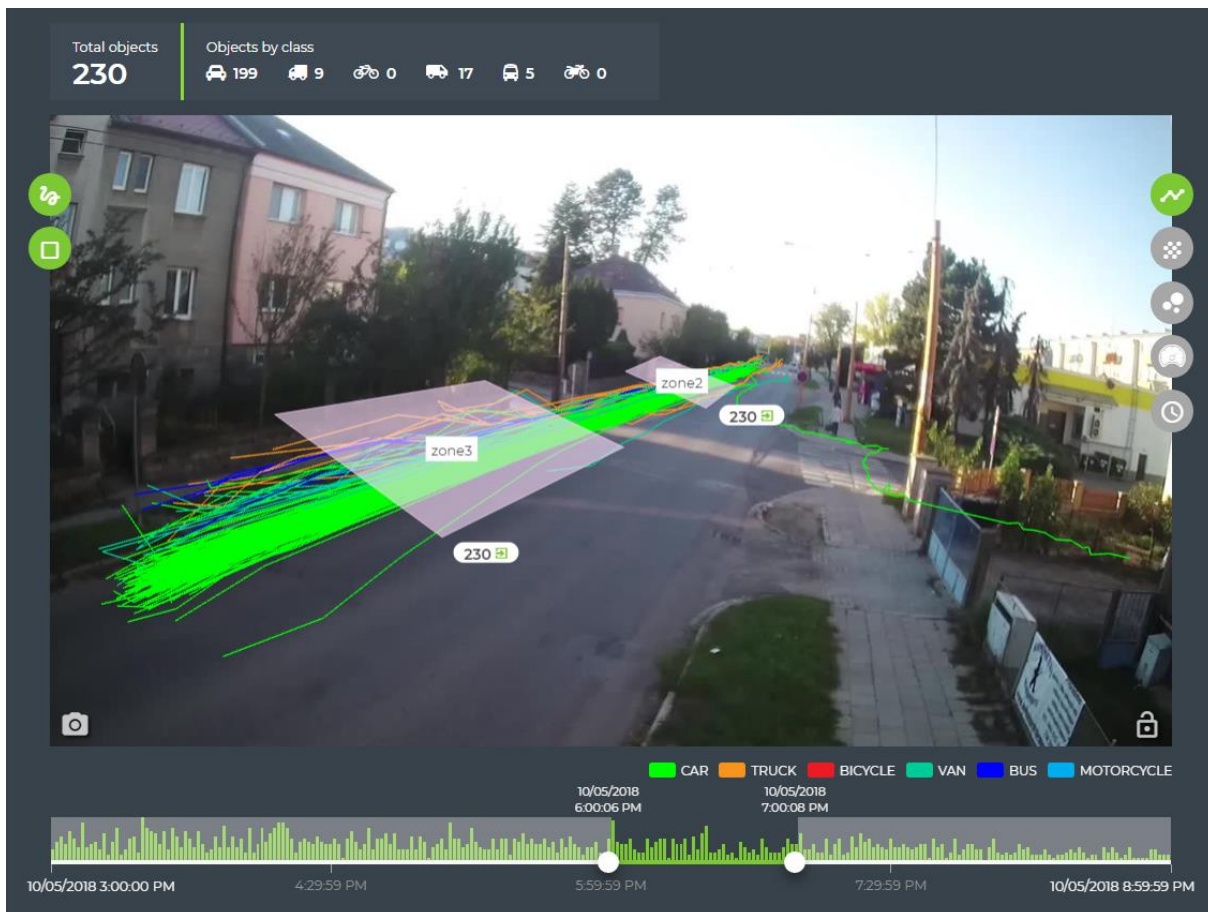 Total objects
230
Objects by class
199 9 0 17 5 0
zone2
230
zone3
230
CAR TRUCK BICYCLE VAN BUS MOTORCYCLE
10/05/2018 10/05/2018
6:00:06 PM 7:00:08 PM
10/05/2018 3:00:00 PM 4:29:59 PM 5:59:59 PM 7:29:59 PM 10/05/2018 8:59:59 PM